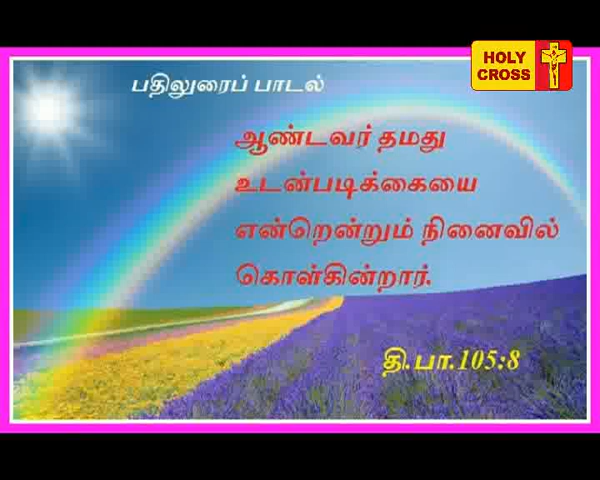 HOLY
CROSS
பதிலுரைப் பாடல்
ஆண்டவர் தமது
உடன்படிக்கையை
என்றென்றும் நினைவில்
கொள்கின்றார்.
தி.பா.105:8